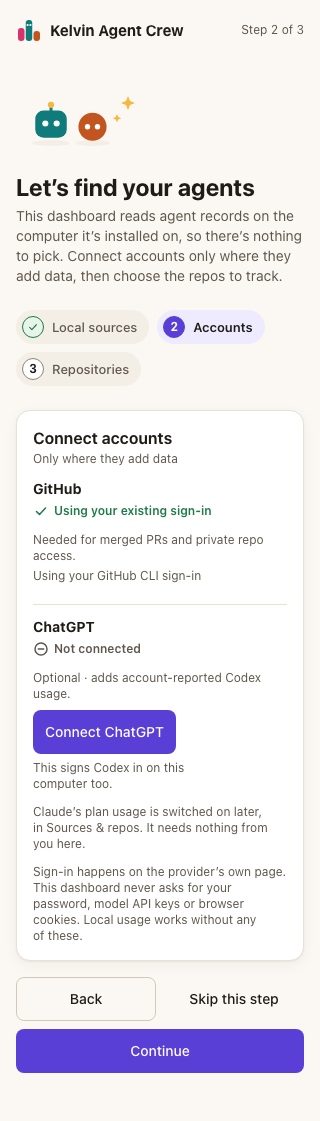 Kelvin Agent Crew
Step 2 of 3
Let’s find your agents
This dashboard reads agent records on the
computer it’s installed on, so there’s nothing
to pick. Connect accounts only where they
add data, then choose the repos to track.
Local sources
2 Accounts
3 Repositories
Connect accounts
Only where they add data
GitHub
Using your existing sign-in
Needed for merged PRs and private repo
access.
Using your GitHub CLI sign-in
ChatGPT
Not connected
Optional · adds account-reported Codex
usage.
Connect ChatGPT
This signs Codex in on this
computer too.
Claude’s plan usage is switched on later,
in Sources & repos. It needs nothing from
you here.
Sign-in happens on the provider’s own page.
This dashboard never asks for your
password, model API keys or browser
cookies. Local usage works without any
of these.
Back
Skip this step
Continue